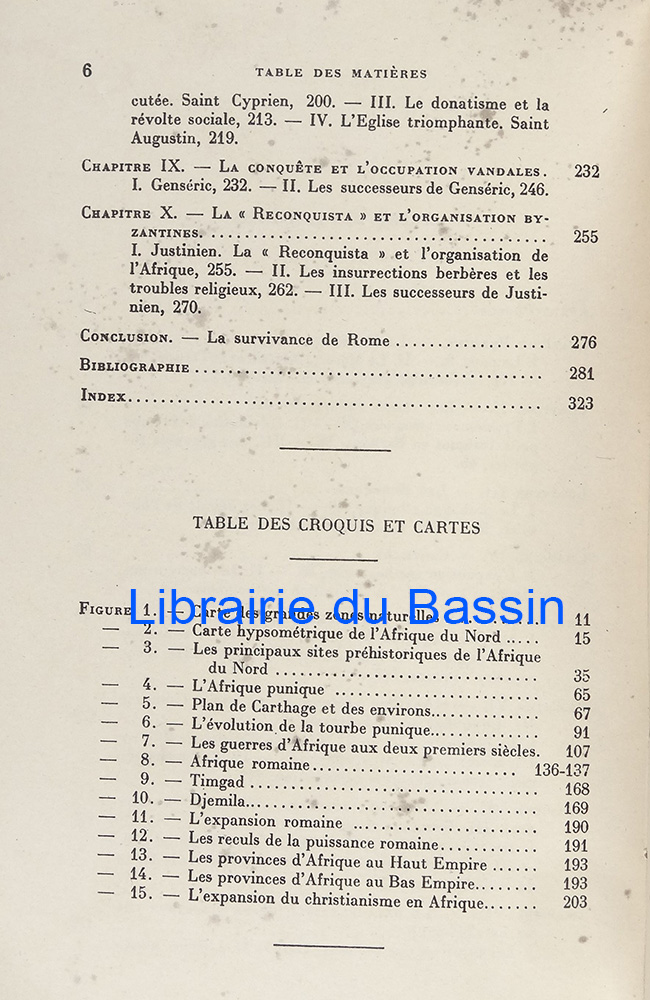 6
TABLE DES MATIÈRES
cutée. Saint Cyprien, 200. — III. Le donatisme et la
révolte sociale, 213. — IV. L'Eglise triomphante. Saint
Augustin, 219.
CHAPITRE IX. — LA CONQUÊTE ET L'OCCUPATION VANDALES. 232
I. Genséric, 232. — II. Les successeurs de Genséric, 246.
CHAPITRE X. — LA « RECONQUISTA » ET L'ORGANISATION BY-
ZANTINES. 255
I. Justinien. La « Reconquista » et l'organisation de
l'Afrique, 255. — II. Les insurrections berbères et les
troubles religieux, 262. — III. Les successeurs de Justi-
nien, 270.
CONCLUSION. — La survivance de Rome 276
BIBLIOGRAPHIE 281
INDEX 323
TABLE DES CROQUIS ET CARTES
Librairie du Bassin
FIGURE 1. — Carte des grandes zones naturelles 11
— 2. — Carte hypsométrique de l'Afrique du Nord 15
— 3. — Les principaux sites préhistoriques de l'Afrique
du Nord 35
— 4. — L'Afrique punique 65
— 5. — Plan de Carthage et des environs 67
— 6. — L'évolution de la tourbe punique 91
— 7. — Les guerres d'Afrique aux deux premiers siècles. 107
— 8. — Afrique romaine 136-137
— 9. — Timgad 168
— 10. — Djemila 169
— 11. — L'expansion romaine 190
— 12. — Les reculs de la puissance romaine 191
— 13. — Les provinces d'Afrique au Haut Empire 193
— 14. — Les provinces d'Afrique au Bas Empire 193
— 15. — L'expansion du christianisme en Afrique 203